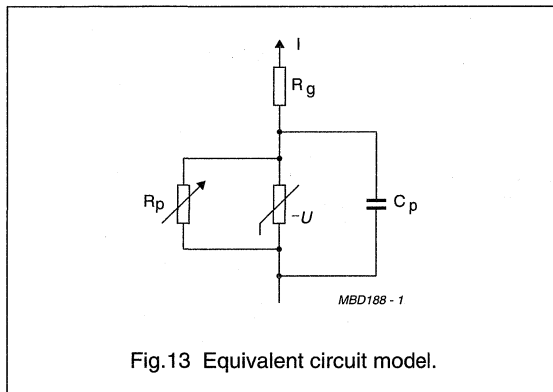 I
R g
R p
–U
C p
MBD188 - 1
Fig.13 Equivalent circuit model.